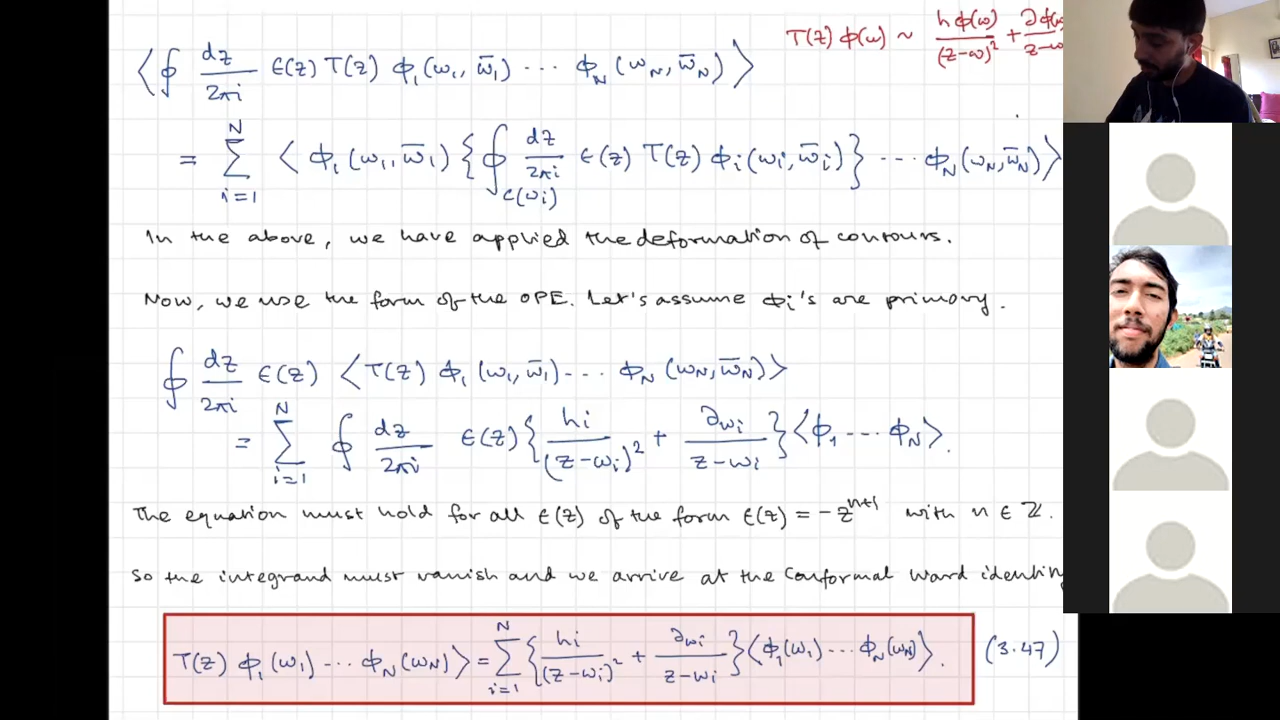 T(z) φ(ω) ~ hφ(ω)/(z-ω)² + ∂φ(ω/z-ω
⟨∮ dz/2πi ϵ(z) T(z) φ₁(ω₁, ω̄₁) ··· φ_N(ω_N, ω̄_N)⟩
= ∑_{i=1}^{N} ⟨φ₁(ω₁, ω̄₁) {∮_{C(ωi)} dz/2πi ϵ(z) T(z) φi(ωi, ω̄i)} ··· φ_N(ω_N, ω̄_N)⟩
In the above, we have applied the deformation of contours.
Now, we use the form of the OPE. Let's assume φi's are primary.
∮ dz/2πi ϵ(z) ⟨T(z) φ₁(ω₁, ω̄₁) ··· φ_N(ω_N, ω̄_N)⟩
= ∑_{i=1}^{N} ∮ dz/2πi ϵ(z) {hi/(z-ωi)² + ∂_{ωi}/z-ωi} ⟨φ₁ ··· φ_N⟩.
The equation must hold for all ϵ(z) of the form ϵ(z) = -z^{n+1} with n ∈ ℤ.
So the integrand must vanish and we arrive at the Conformal Ward identity
T(z) φ₁(ω₁) ··· φ_N(ω_N)⟩ = ∑_{i=1}^{N} {hi/(z-ωi)² + ∂_{ωi}/z-ωi} ⟨φ₁(ω₁) ··· φ_N(ω_N)⟩. (3.47)